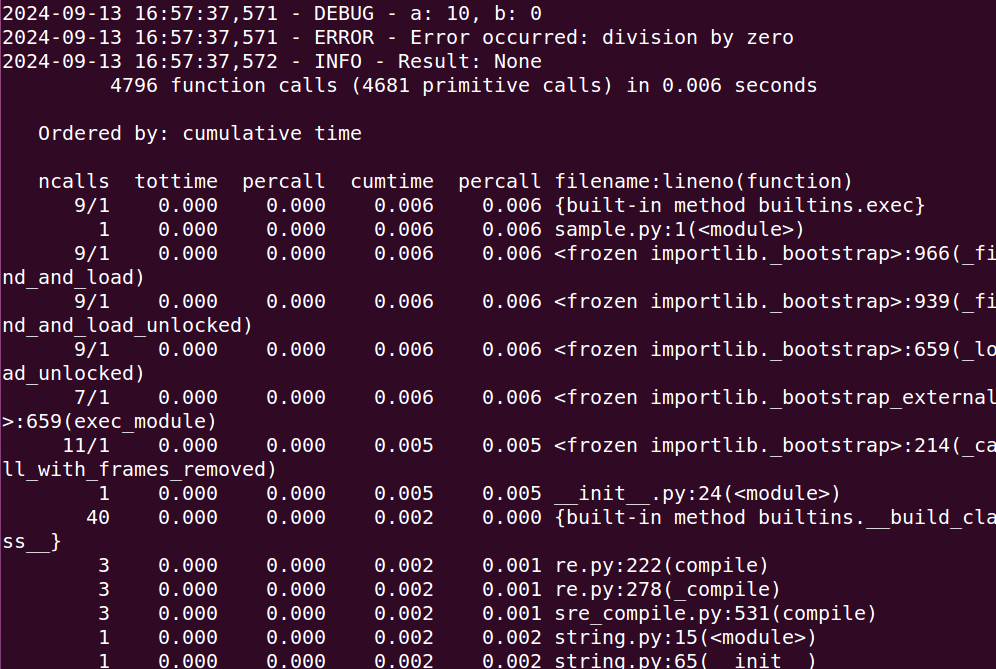 2024-09-13 16:57:37,571 - DEBUG - a: 10, b: 0
2024-09-13 16:57:37,571 - ERROR - Error occurred: division by zero
2024-09-13 16:57:37,572 - INFO - Result: None
         4796 function calls (4681 primitive calls) in 0.006 seconds

   Ordered by: cumulative time

   ncalls  tottime  percall  cumtime  percall filename:lineno(function)
      9/1    0.000    0.000    0.006    0.006 {built-in method builtins.exec}
        1    0.000    0.000    0.006    0.006 sample.py:1(<module>)
      9/1    0.000    0.000    0.006    0.006 <frozen importlib._bootstrap>:966(_fi
nd_and_load)
      9/1    0.000    0.000    0.006    0.006 <frozen importlib._bootstrap>:939(_fi
nd_and_load_unlocked)
      9/1    0.000    0.000    0.006    0.006 <frozen importlib._bootstrap>:659(_lo
ad_unlocked)
      7/1    0.000    0.000    0.006    0.006 <frozen importlib._bootstrap_external
>:659(exec_module)
     11/1    0.000    0.000    0.005    0.005 <frozen importlib._bootstrap>:214(_ca
ll_with_frames_removed)
        1    0.000    0.000    0.005    0.005 __init__.py:24(<module>)
       40    0.000    0.000    0.002    0.000 {built-in method builtins.__build_cla
ss__}
        3    0.000    0.000    0.002    0.001 re.py:222(compile)
        3    0.000    0.000    0.002    0.001 re.py:278(_compile)
        3    0.000    0.000    0.002    0.001 sre_compile.py:531(compile)
        1    0.000    0.000    0.002    0.002 string.py:15(<module>)
        1    0.000    0.000    0.002    0.002 string.py:65(__init__)